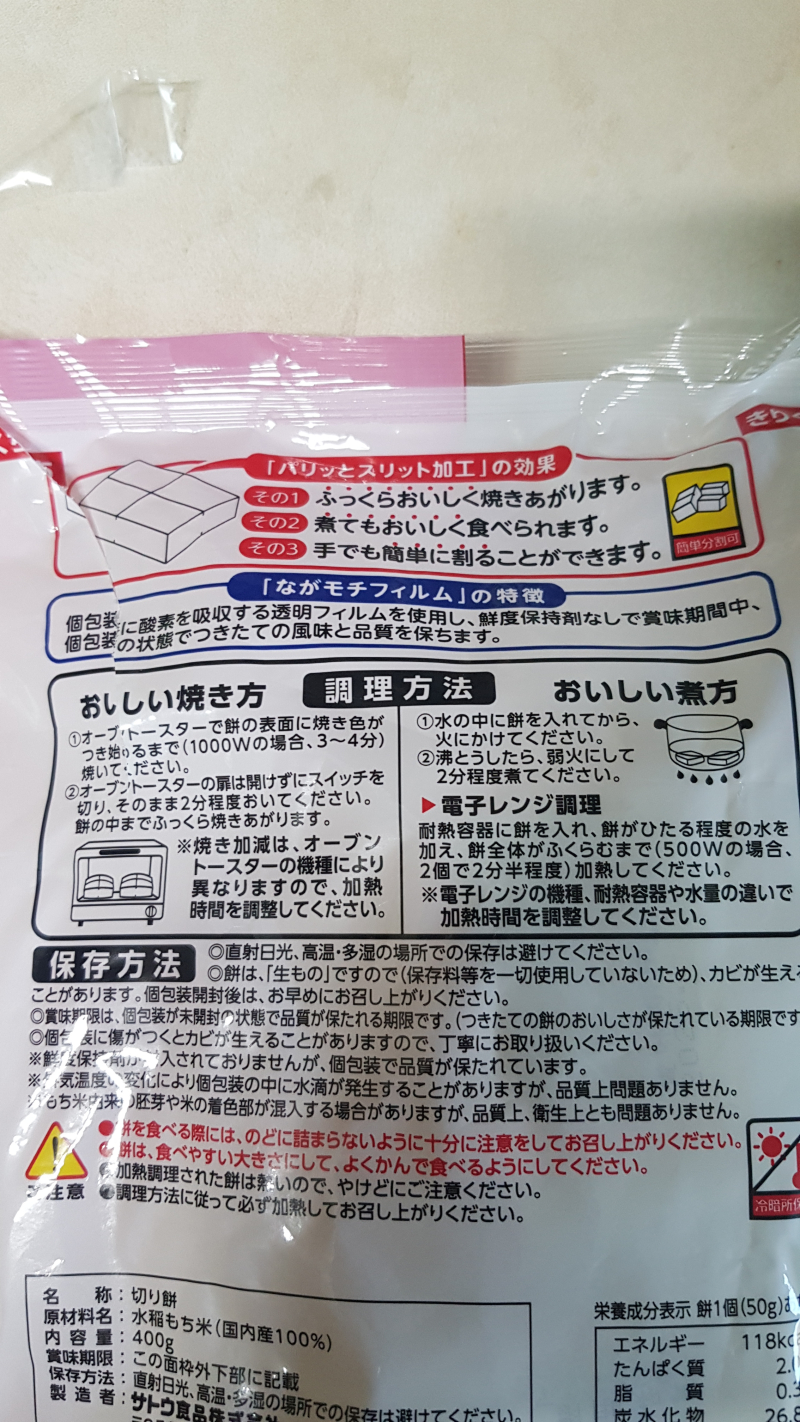 きり
「パリッとスリット加工」の効果
その1 ふっくらおいしく焼きあがります。
その2 煮てもおいしく食べられます。
その3 手でも簡単に割ることができます。
簡単分割可
「ながモチフィルム」の特徴
個包装に酸素を吸収する透明フィルムを使用し、鮮度保持剤なしで賞味期間中、
個包装の状態でつきたての風味と品質を保ちます。
調理方法
おいしい焼き方
①オーブントースターで餅の表面に焼き色が
つき始めるまで(1000Wの場合、3〜4分)
焼いてください。
②オーブントースターの扉は開けずにスイッチを
切り、そのまま2分程度おいてください。
餅の中までふっくら焼きあがります。
※焼き加減は、オーブン
トースターの機種により
異なりますので、加熱
時間を調整してください。
おいしい煮方
①水の中に餅を入れてから、
火にかけてください。
②沸とうしたら、弱火にして
2分程度煮てください。
▶電子レンジ調理
耐熱容器に餅を入れ、餅がひたる程度の水を
加え、餅全体がふくらむまで(500Wの場合、
2個で2分半程度)加熱してください。
※電子レンジの機種、耐熱容器や水量の違いで
加熱時間を調整してください。
保存方法
◎直射日光、高温・多湿の場所での保存は避けてください。
◎餅は、「生もの」ですので(保存料等を一切使用していないため)、カビが生え
ことがあります。個包装開封後は、お早めにお召し上がりください。
◎賞味期限は、個包装が未開封の状態で品質が保たれる期限です。(つきたての餅のおいしさが保たれている期限です
◎個包装に傷がつくとカビが生えることがありますので、丁寧にお取り扱いください。
※鮮度保持剤が封入されておりませんが、個包装で品質が保たれています。
※外気温度の変化により個包装の中に水滴が発生することがありますが、品質上問題ありません。
※もち米由来の胚芽や米の着色部が混入する場合がありますが、品質上、衛生上とも問題ありません。
ご注意
●餅を食べる際には、のどに詰まらないように十分に注意をしてお召し上がりください。
●餅は、食べやすい大きさにして、よくかんで食べるようにしてください。
●加熱調理された餅は熱いので、やけどにご注意ください。
●調理方法に従って必ず加熱してお召し上がりください。
冷暗所保
名 称:切り餅
原材料名:水稲もち米(国内産100%)
内容量:400g
賞味期限:この面枠外下部に記載
保存方法:直射日光、高温・多湿の場所での保存は避けてください。
製造者:サトウ食品株式会社
栄養成分表示 餅1個(50g)あ
エネルギー 118kc
たんぱく質 2.
脂 質 0.
炭水化物 26.8